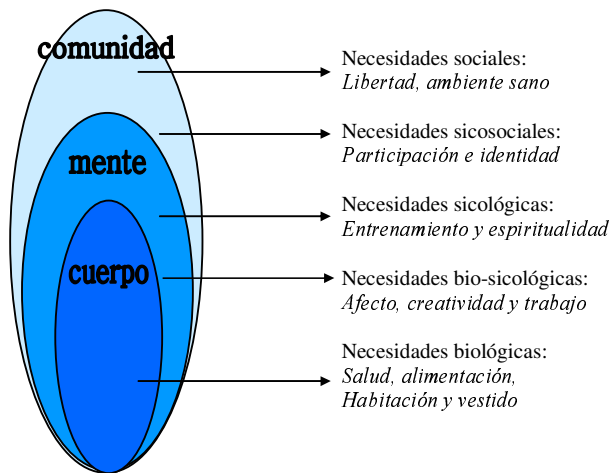 comunidad
Necesidades sociales:
Libertad, ambiente sano
Necesidades sicosociales:
Participación e identidad
mente
Necesidades sicológicas:
Entrenamiento y espiritualidad
cuerpo
Necesidades bio-sicológicas:
Afecto, creatividad y trabajo
Necesidades biológicas:
Salud, alimentación,
Habitación y vestido